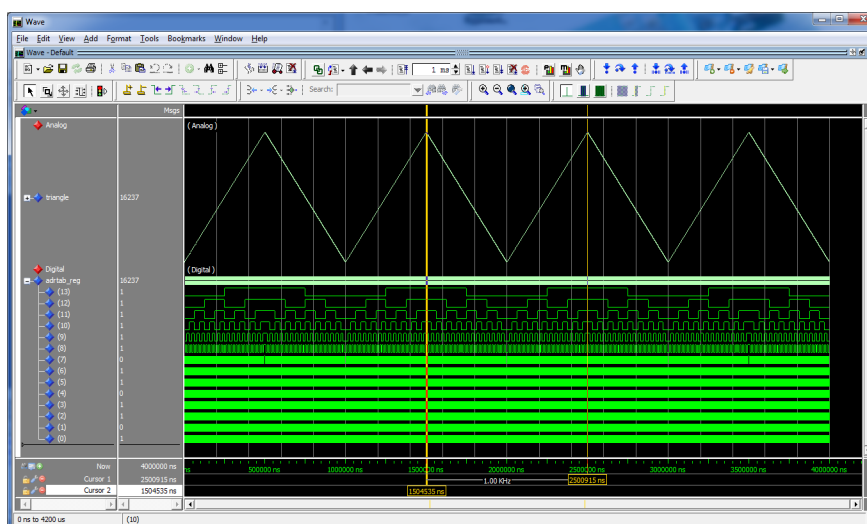 Wave
File Edit View Add Format Tools Bookmarks Window Help
Wave - Default
1 ms
Search:
Msgs
Analog
(Analog )
triangle 16237
Digital
(Digital )
adrtab_reg 16237
(13) 1
(12) 1
(11) 1
(10) 1
(9) 1
(8) 1
(7) 0
(6) 1
(5) 1
(4) 0
(3) 1
(2) 1
(1) 0
(0) 1
Now 4000000 ns ns 500000 ns 1000000 ns 1500000 ns 2000000 ns 2500000 ns 3000000 ns 3500000 ns 4000000 ns
Cursor 1 2500915 ns 1.00 KHz 2500915 ns
Cursor 2 1504535 ns 1504535 ns
0 ns to 4200 us (10)